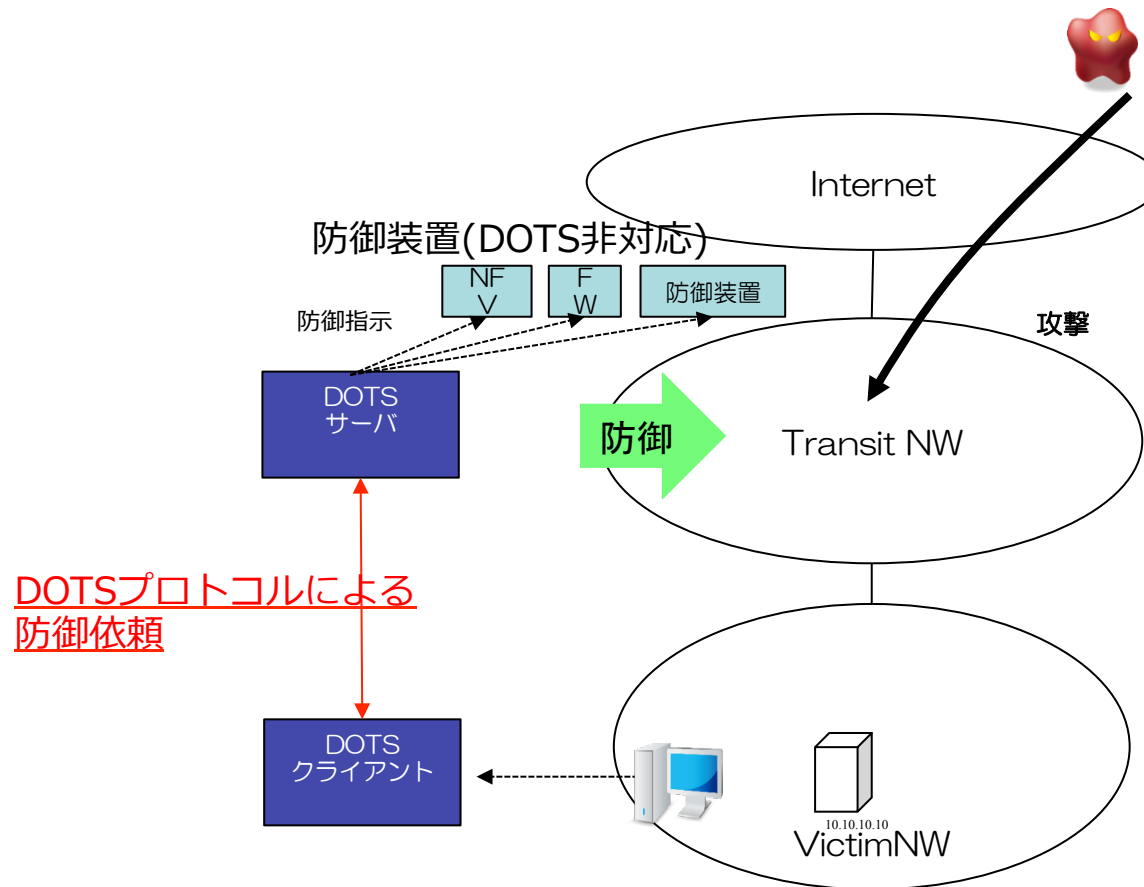 Internet
防御装置(DOTS非対応)
NF
V
F
W
防御装置
防御指示
攻撃
DOTS
サーバ
防御
Transit NW
DOTSプロトコルによる
防御依頼
DOTS
クライアント
10.10.10.10
VictimNW